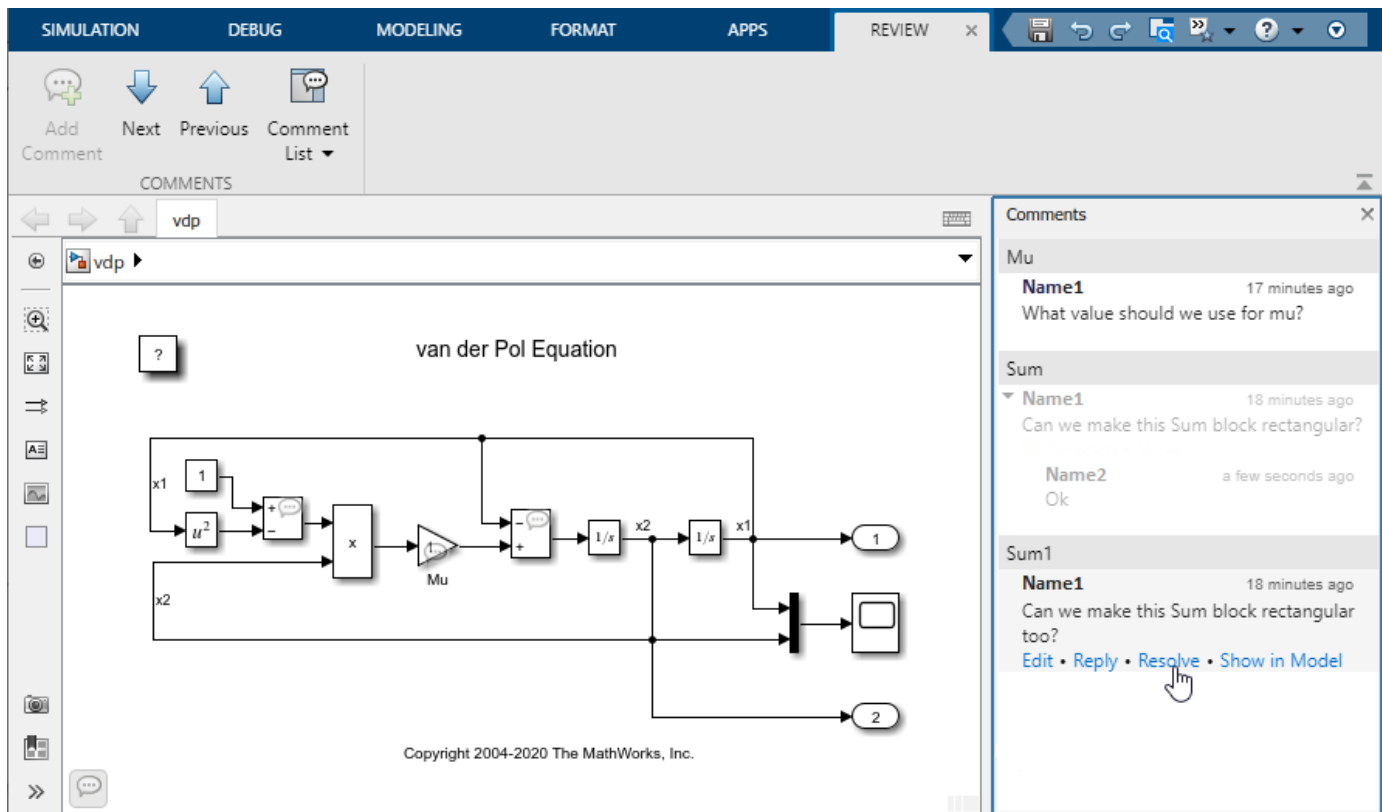 SIMULATION DEBUG MODELING FORMAT APPS REVIEW
Add Comment
Next
Previous
Comment List
COMMENTS
vdp
vdp
?
van der Pol Equation
x1
1
u²
+
−
x
1
Mu
−
+
1/s
x2
1/s
x1
1
x2
2
Copyright 2004-2020 The MathWorks, Inc.
Comments
Mu
Name1 17 minutes ago
What value should we use for mu?
Sum
Name1 18 minutes ago
Can we make this Sum block rectangular?
Name2 a few seconds ago
Ok
Sum1
Name1 18 minutes ago
Can we make this Sum block rectangular
too?
Edit • Reply • Resolve • Show in Model